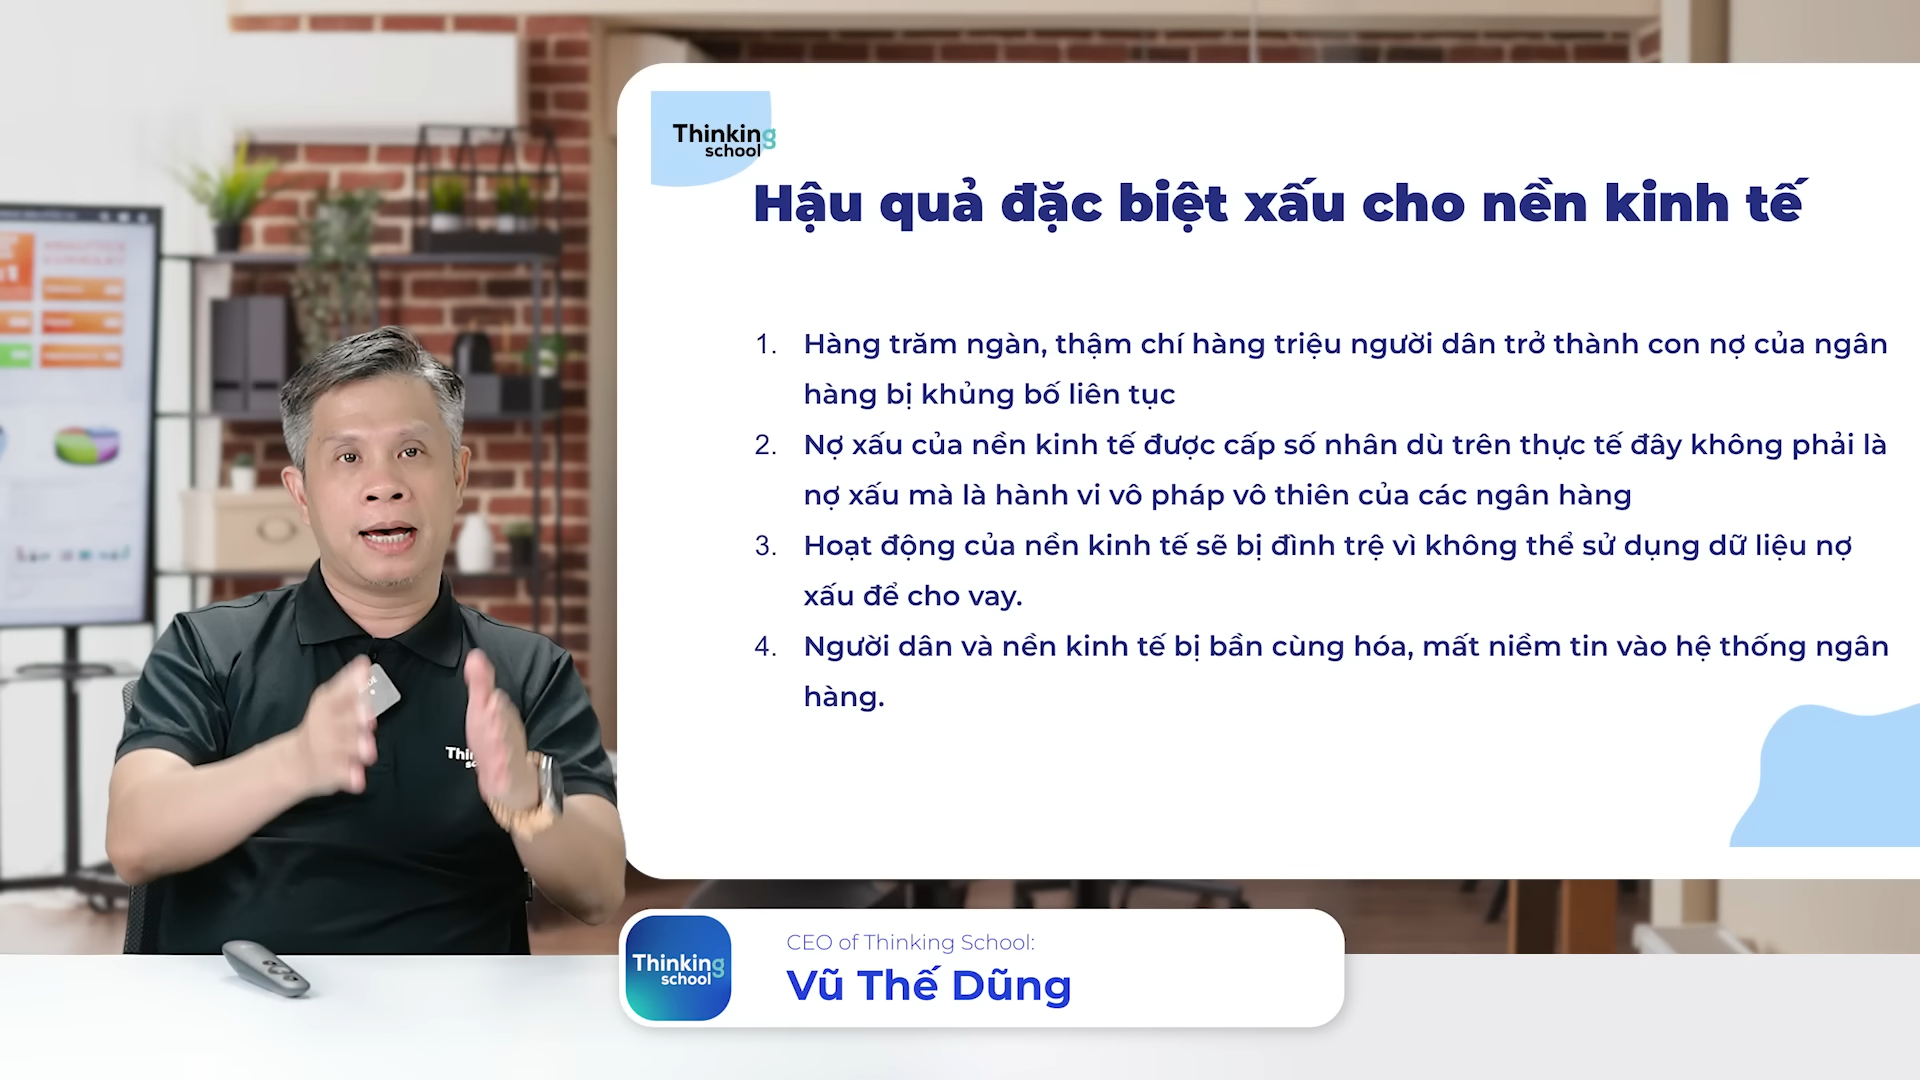 Thinking
school
Hậu quả đặc biệt xấu cho nền kinh tế
1. Hàng trăm ngàn, thậm chí hàng triệu người dân trở thành con nợ của ngân
hàng bị khủng bố liên tục
2. Nợ xấu của nền kinh tế được cấp số nhân dù trên thực tế đây không phải là
nợ xấu mà là hành vi vô pháp vô thiên của các ngân hàng
3. Hoạt động của nền kinh tế sẽ bị đình trệ vì không thể sử dụng dữ liệu nợ
xấu để cho vay.
4. Người dân và nền kinh tế bị bần cùng hóa, mất niềm tin vào hệ thống ngân
hàng.
Thinking
school
CEO of Thinking School:
Vũ Thế Dũng